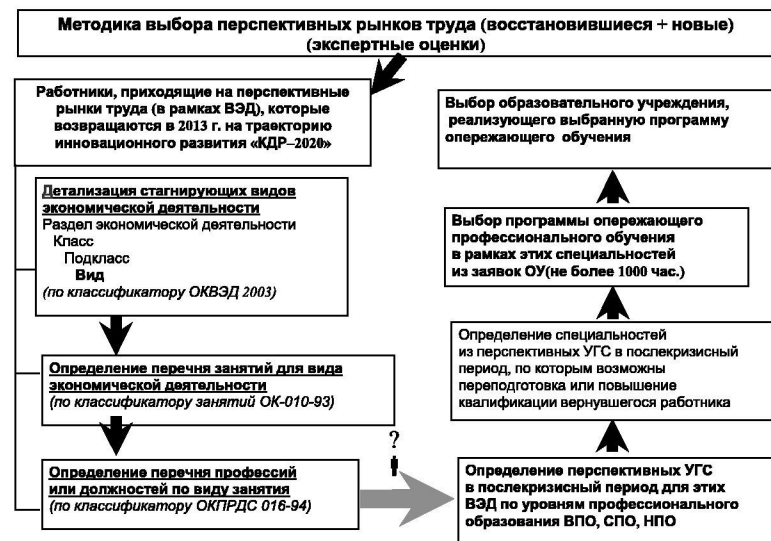 Методика выбора перспективных рынков труда (восстановившиеся + новые)
(экспертные оценки)
Работники, приходящие на перспективные
рынки труда (в рамках ВЭД), которые
возвращаются в 2013 г. на траекторию
инновационного развития «КДР–2020»
Детализация стагнирующих видов
экономической деятельности
Раздел экономической деятельности
Класс
Подкласс
Вид
(по классификатору ОКВЭД 2003)
Определение перечня занятий для вида
экономической деятельности
(по классификатору занятий ОК-010-93)
Определение перечня профессий
или должностей по виду занятия
(по классификатору ОКПРДС 016-94)
?
Определение перспективных УГС
в послекризисный период для этих
ВЭД по уровням профессионального
образования ВПО, СПО, НПО
Определение специальностей
из перспективных УГС в послекризисный
период, по которым возможны
переподготовка или повышение
квалификации вернувшегося работника
Выбор программы опережающего
профессионального обучения
в рамках этих специальностей
из заявок ОУ(не более 1000 час.)
Выбор образовательного учреждения,
реализующего выбранную программу
опережающего обучения